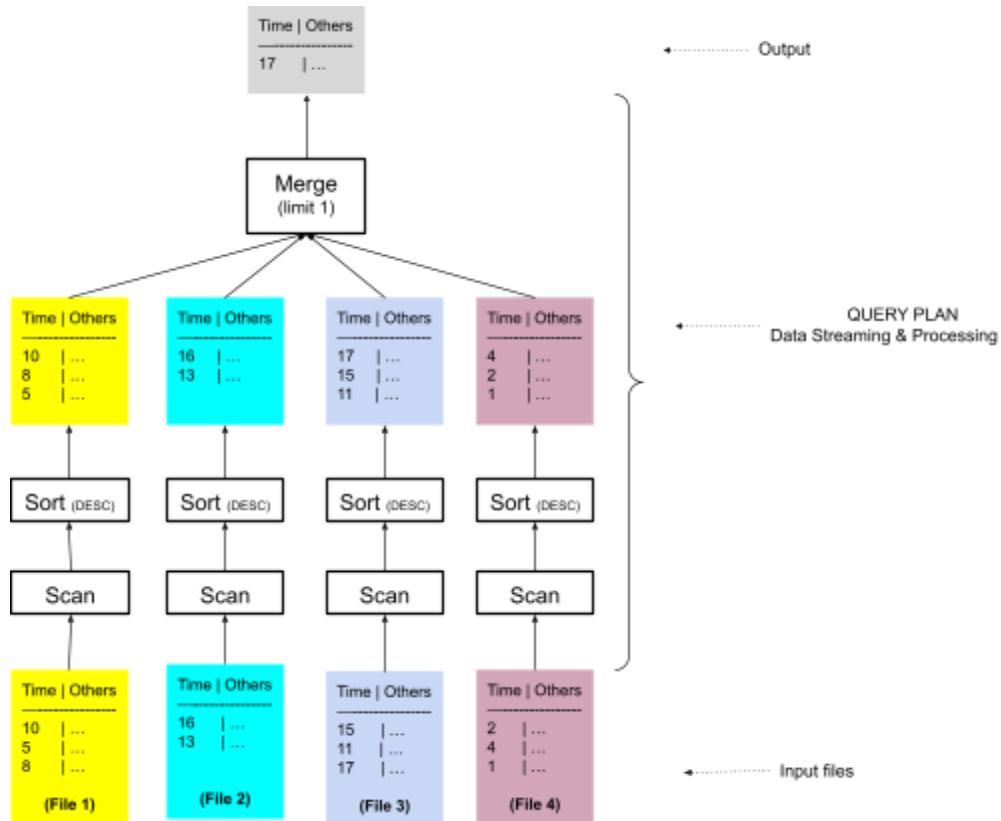 Time | Others
-----------------
17 | ...
Output
Merge
(limit 1)
Time | Others
-----------------
10 | ...
8 | ...
5 | ...
Time | Others
-----------------
16 | ...
13 | ...
Time | Others
-----------------
17 | ...
15 | ...
11 | ...
Time | Others
-----------------
4 | ...
2 | ...
1 | ...
QUERY PLAN
Data Streaming & Processing
Sort (DESC)
Sort (DESC)
Sort (DESC)
Sort (DESC)
Scan
Scan
Scan
Scan
Time | Others
-----------------
10 | ...
5 | ...
8 | ...
(File 1)
Time | Others
-----------------
16 | ...
13 | ...
(File 2)
Time | Others
-----------------
15 | ...
11 | ...
17 | ...
(File 3)
Time | Others
-----------------
2 | ...
4 | ...
1 | ...
(File 4)
Input files